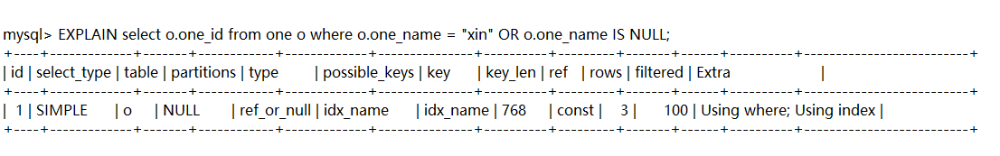 mysql> EXPLAIN select o.one_id from one o where o.one_name = "xin" OR o.one_name IS NULL;
+----+-------------+-------+------------+-------------+---------------+----------+---------+-------+------+----------+--------------------------+
| id | select_type | table | partitions | type | possible_keys | key | key_len | ref | rows | filtered | Extra |
+----+-------------+-------+------------+-------------+---------------+----------+---------+-------+------+----------+--------------------------+
| 1 | SIMPLE | o | NULL | ref_or_null | idx_name | idx_name | 768 | const | 3 | 100 | Using where; Using index |
+----+-------------+-------+------------+-------------+---------------+----------+---------+-------+------+----------+--------------------------+